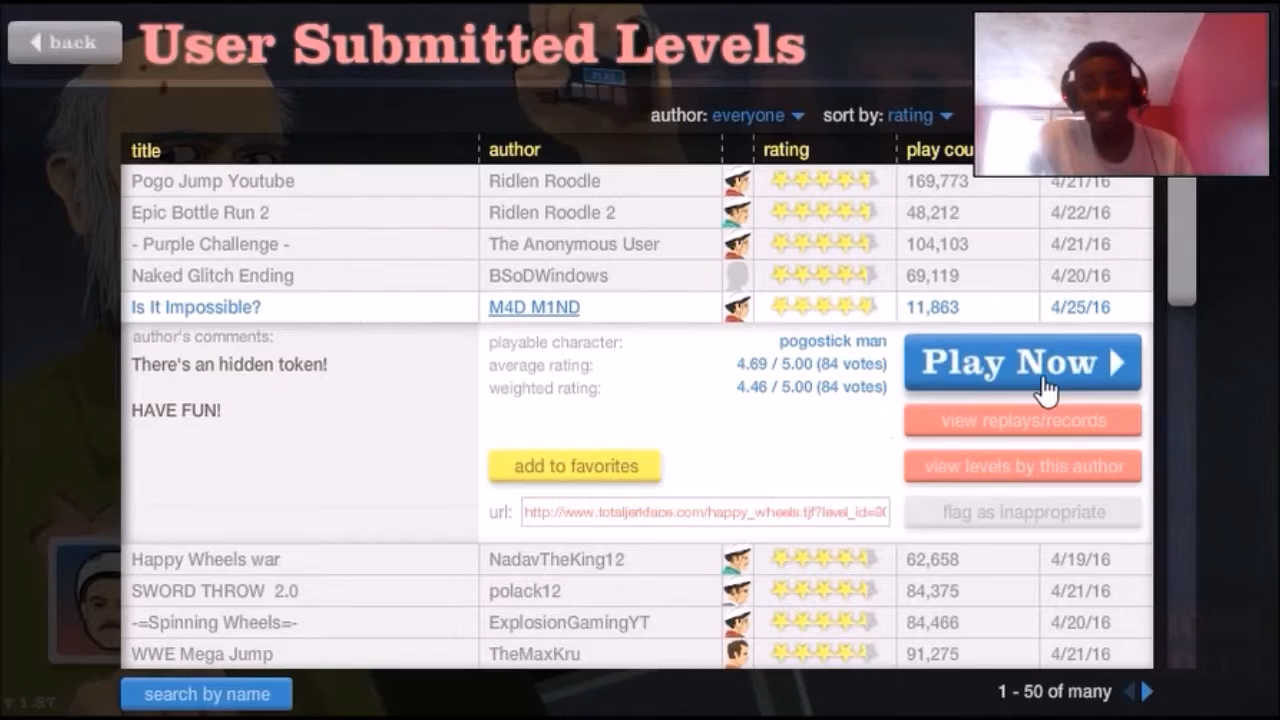 back
User Submitted Levels
author: everyone sort by: rating
title author rating play cou
Pogo Jump Youtube Ridlen Roodle 169,773 4/21/16
Epic Bottle Run 2 Ridlen Roodle 2 48,212 4/22/16
- Purple Challenge - The Anonymous User 104,103 4/21/16
Naked Glitch Ending BSoDWindows 69,119 4/20/16
Is It Impossible? M4D M1ND 11,863 4/25/16
author's comments:
There's an hidden token!
HAVE FUN!
playable character: pogostick man
average rating: 4.69 / 5.00 (84 votes)
weighted rating: 4.46 / 5.00 (84 votes)
Play Now
view replays/records
add to favorites
view levels by this author
url: http://www.totaljerkface.com/happy_wheels.tjf?level_id=
flag as inappropriate
Happy Wheels war NadavTheKing12 62,658 4/19/16
SWORD THROW 2.0 polack12 84,375 4/21/16
-=Spinning Wheels=- ExplosionGamingYT 84,466 4/20/16
WWE Mega Jump TheMaxKru 91,275 4/21/16
search by name
1 - 50 of many
v 1.87